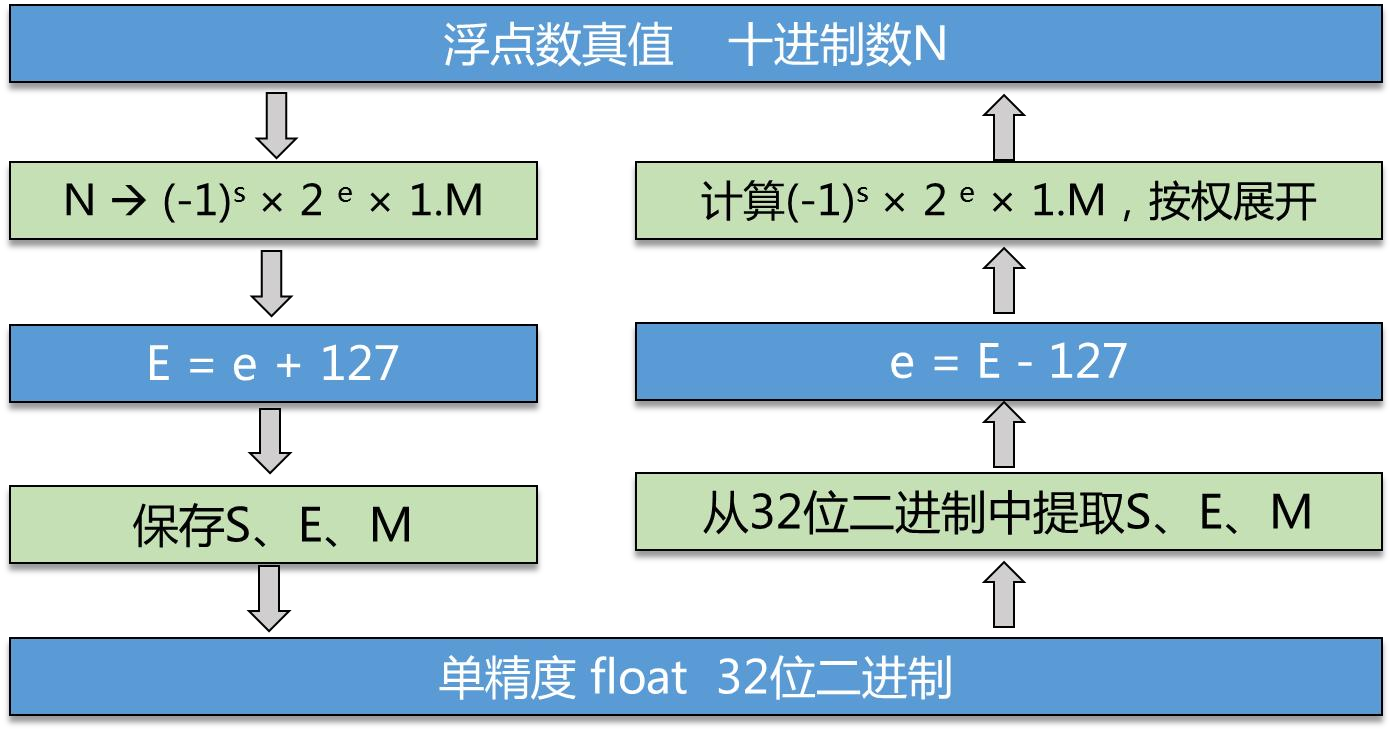 浮点数真值 十进制数N
N → (-1)ˢ × 2 ᵉ × 1.M
E = e + 127
保存S、E、M
计算(-1)ˢ × 2 ᵉ × 1.M，按权展开
e = E - 127
从32位二进制中提取S、E、M
单精度 float 32位二进制